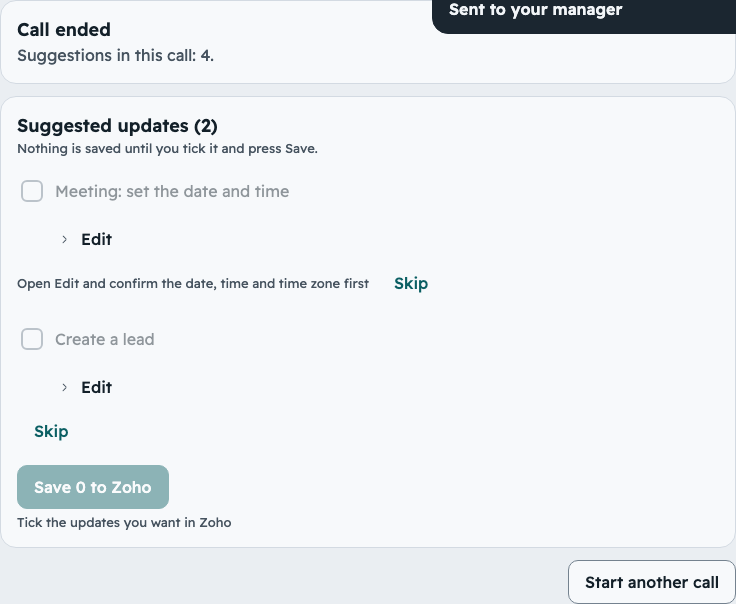 Sent to your manager
Call ended
Suggestions in this call: 4.
Suggested updates (2)
Nothing is saved until you tick it and press Save.
Meeting: set the date and time
Edit
Open Edit and confirm the date, time and time zone first Skip
Create a lead
Edit
Skip
Save 0 to Zoho
Tick the updates you want in Zoho
Start another call